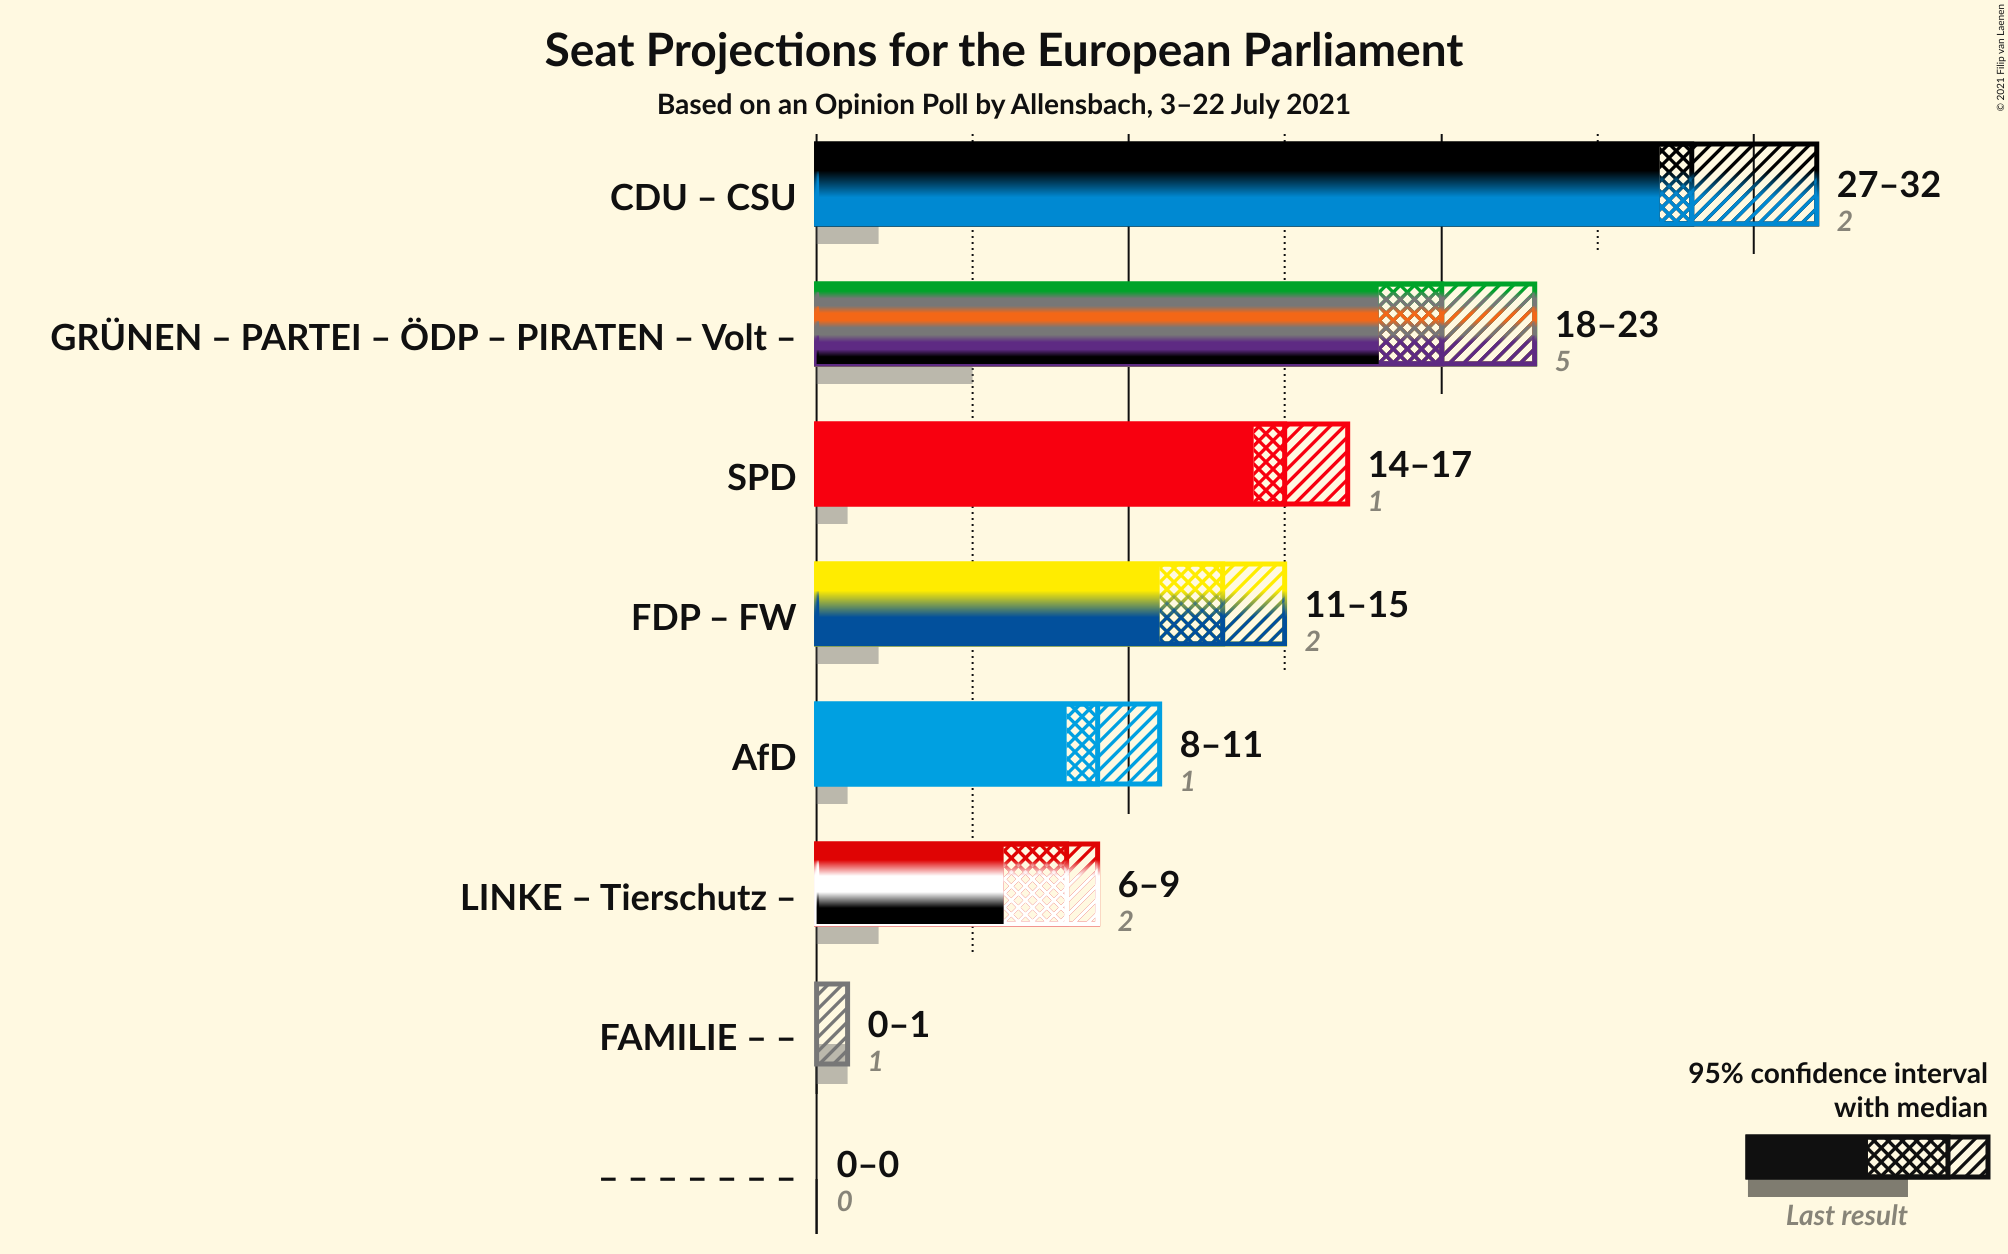 Seat Projections for the European Parliament
Based on an Opinion Poll by Allensbach, 3–22 July 2021
© 2021 Filip van Laenen
CDU – CSU
27–32
2
GRÜNEN – PARTEI – ÖDP – PIRATEN – Volt –
18–23
5
SPD
14–17
1
FDP – FW
11–15
2
AfD
8–11
1
LINKE – Tierschutz –
6–9
2
FAMILIE – –
0–1
1
– – – – – – –
0–0
0
95% confidence interval
with median
Last result